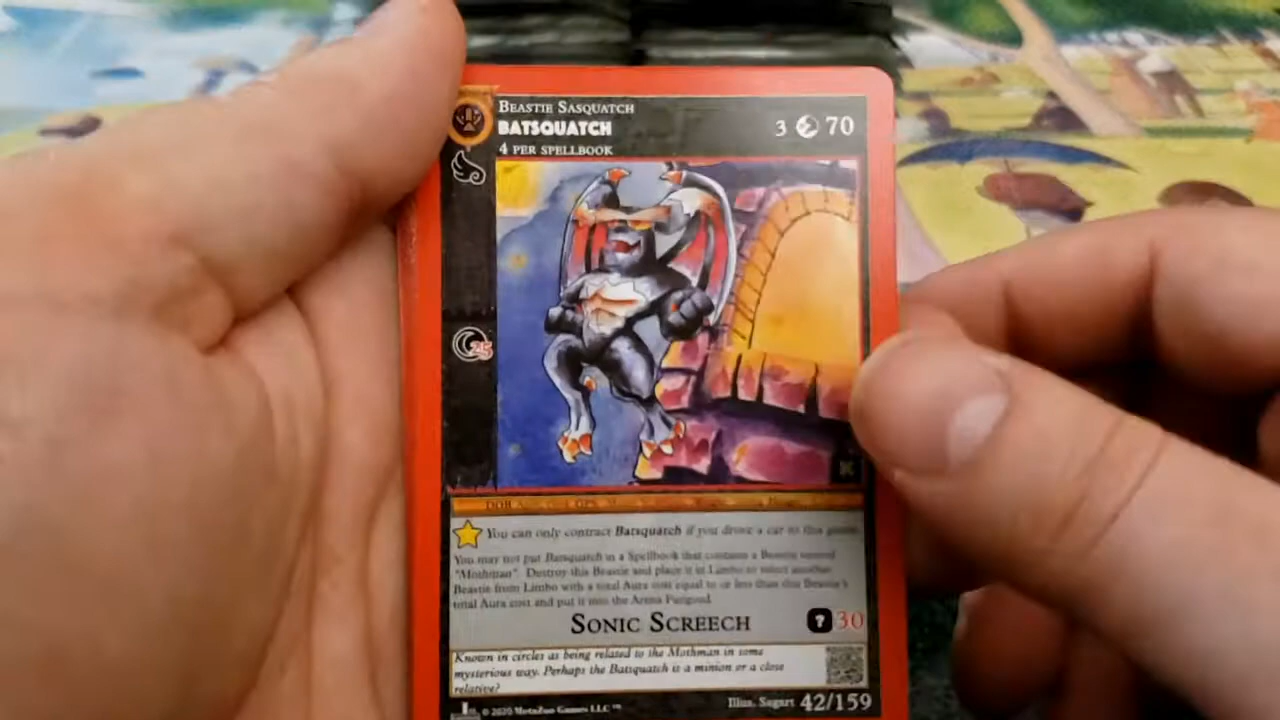 BEASTIE SASQUATCH
BATSQUATCH
3 70
4 PER SPELLBOOK
25
You can only contract Batsquatch if you drove a car to this game.
You may not put Batsquatch in a Spellbook that contains a Beastie named
"Mothman". Destroy this Beastie and place it in Limbo to select another
Beastie from Limbo with a total Aura cost equal to or less than this Beastie's
total Aura cost and put it into the Arena Fatigued.
SONIC SCREECH ? 30
Known in circles as being related to the Mothman in some
mysterious way. Perhaps the Batsquatch is a minion or a close
relative?
© 2020 MetaZoo Games LLC™ Illus. Sugart 42/159